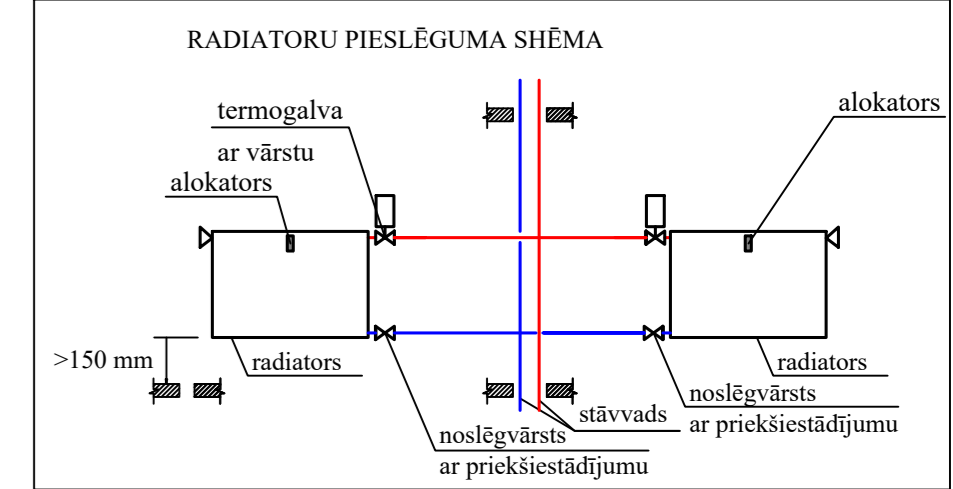 RADIATORU PIESLĒGUMA SHĒMA
termogalva
ar vārstu
alokators
alokators
>150 mm
radiators
radiators
noslēgvārsts
ar priekšiestādījumu
stāvvads
noslēgvārsts
ar priekšiestādījumu